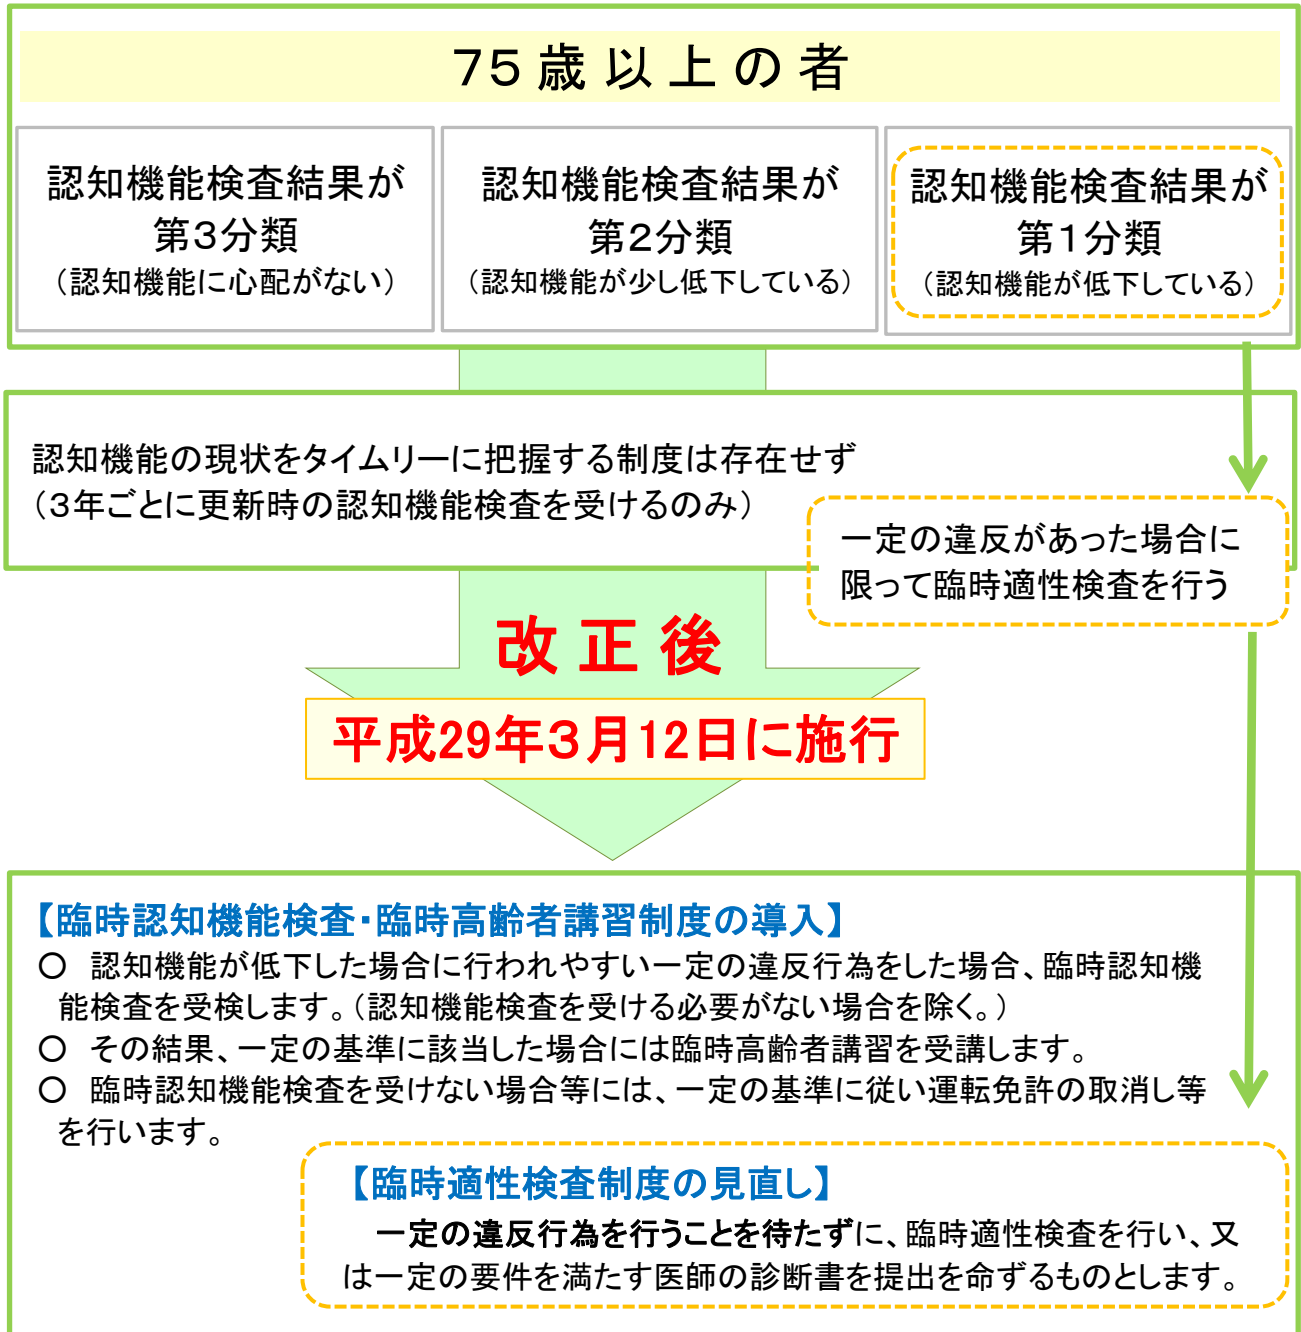 75歳以上の者
認知機能検査結果が
第3分類
（認知機能に心配がない）
認知機能検査結果が
第2分類
（認知機能が少し低下している）
認知機能検査結果が
第1分類
（認知機能が低下している）
認知機能の現状をタイムリーに把握する制度は存在せず
（3年ごとに更新時の認知機能検査を受けるのみ）
一定の違反があった場合に
限って臨時適性検査を行う
改正後
平成29年3月12日に施行
【臨時認知機能検査・臨時高齢者講習制度の導入】
○ 認知機能が低下した場合に行われやすい一定の違反行為をした場合、臨時認知機
能検査を受検します。（認知機能検査を受ける必要がない場合を除く。）
○ その結果、一定の基準に該当した場合には臨時高齢者講習を受講します。
○ 臨時認知機能検査を受けない場合等には、一定の基準に従い運転免許の取消し等
を行います。
【臨時適性検査制度の見直し】
一定の違反行為を行うことを待たずに、臨時適性検査を行い、又
は一定の要件を満たす医師の診断書を提出を命ずるものとします。